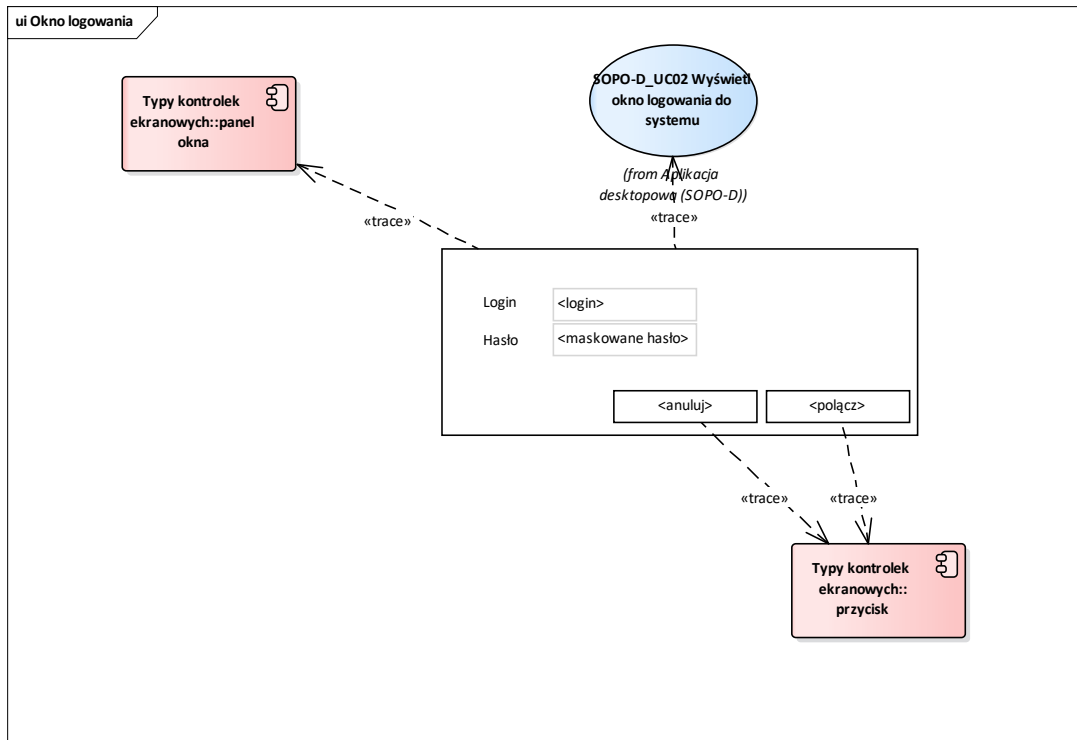 ui Okno logowania
Typy kontrolek
ekranowych::panel
okna
SOPO-D_UC02 Wyświetl
okno logowania do
systemu
(from Aplikacja
desktopowa (SOPO-D))
«trace»
«trace»
Login
<login>
Hasło
<maskowane hasło>
<anuluj>
<połącz>
«trace»
«trace»
Typy kontrolek
ekranowych::
przycisk